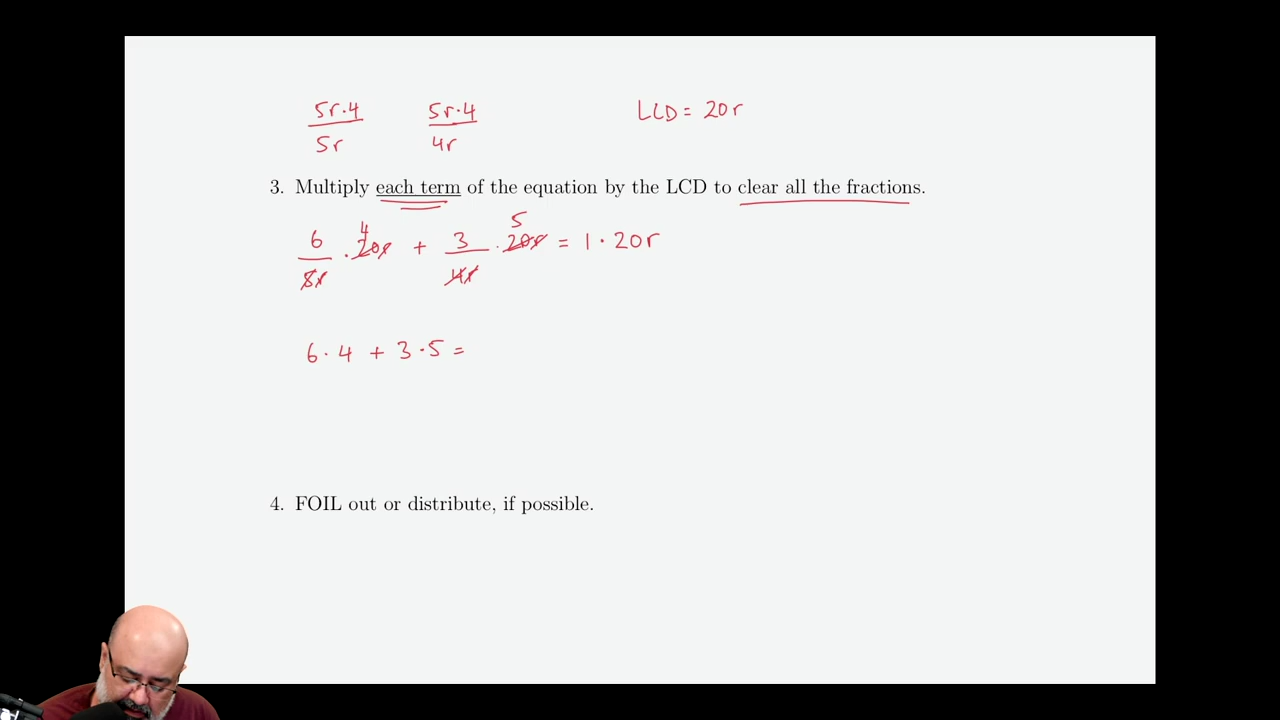 5r·4 5r·4 LCD = 20r
5r 4r
3. Multiply each term of the equation by the LCD to clear all the fractions.
4 5
6 · 20r + 3 · 20r = 1 · 20r
5r 4r
6 · 4 + 3 · 5 =
4. FOIL out or distribute, if possible.